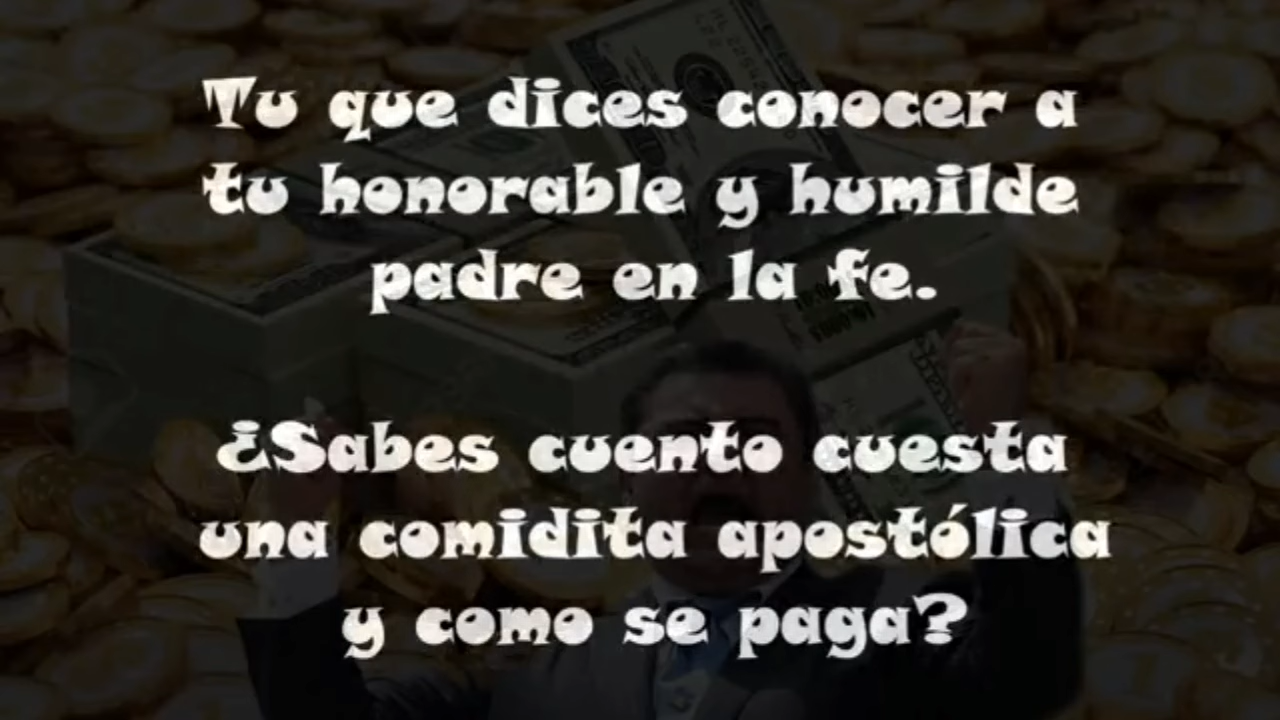 Tu que dices conocer a
tu honorable y humilde
padre en la fe.
¿Sabes cuento cuesta
una comidita apostólica
y como se paga?